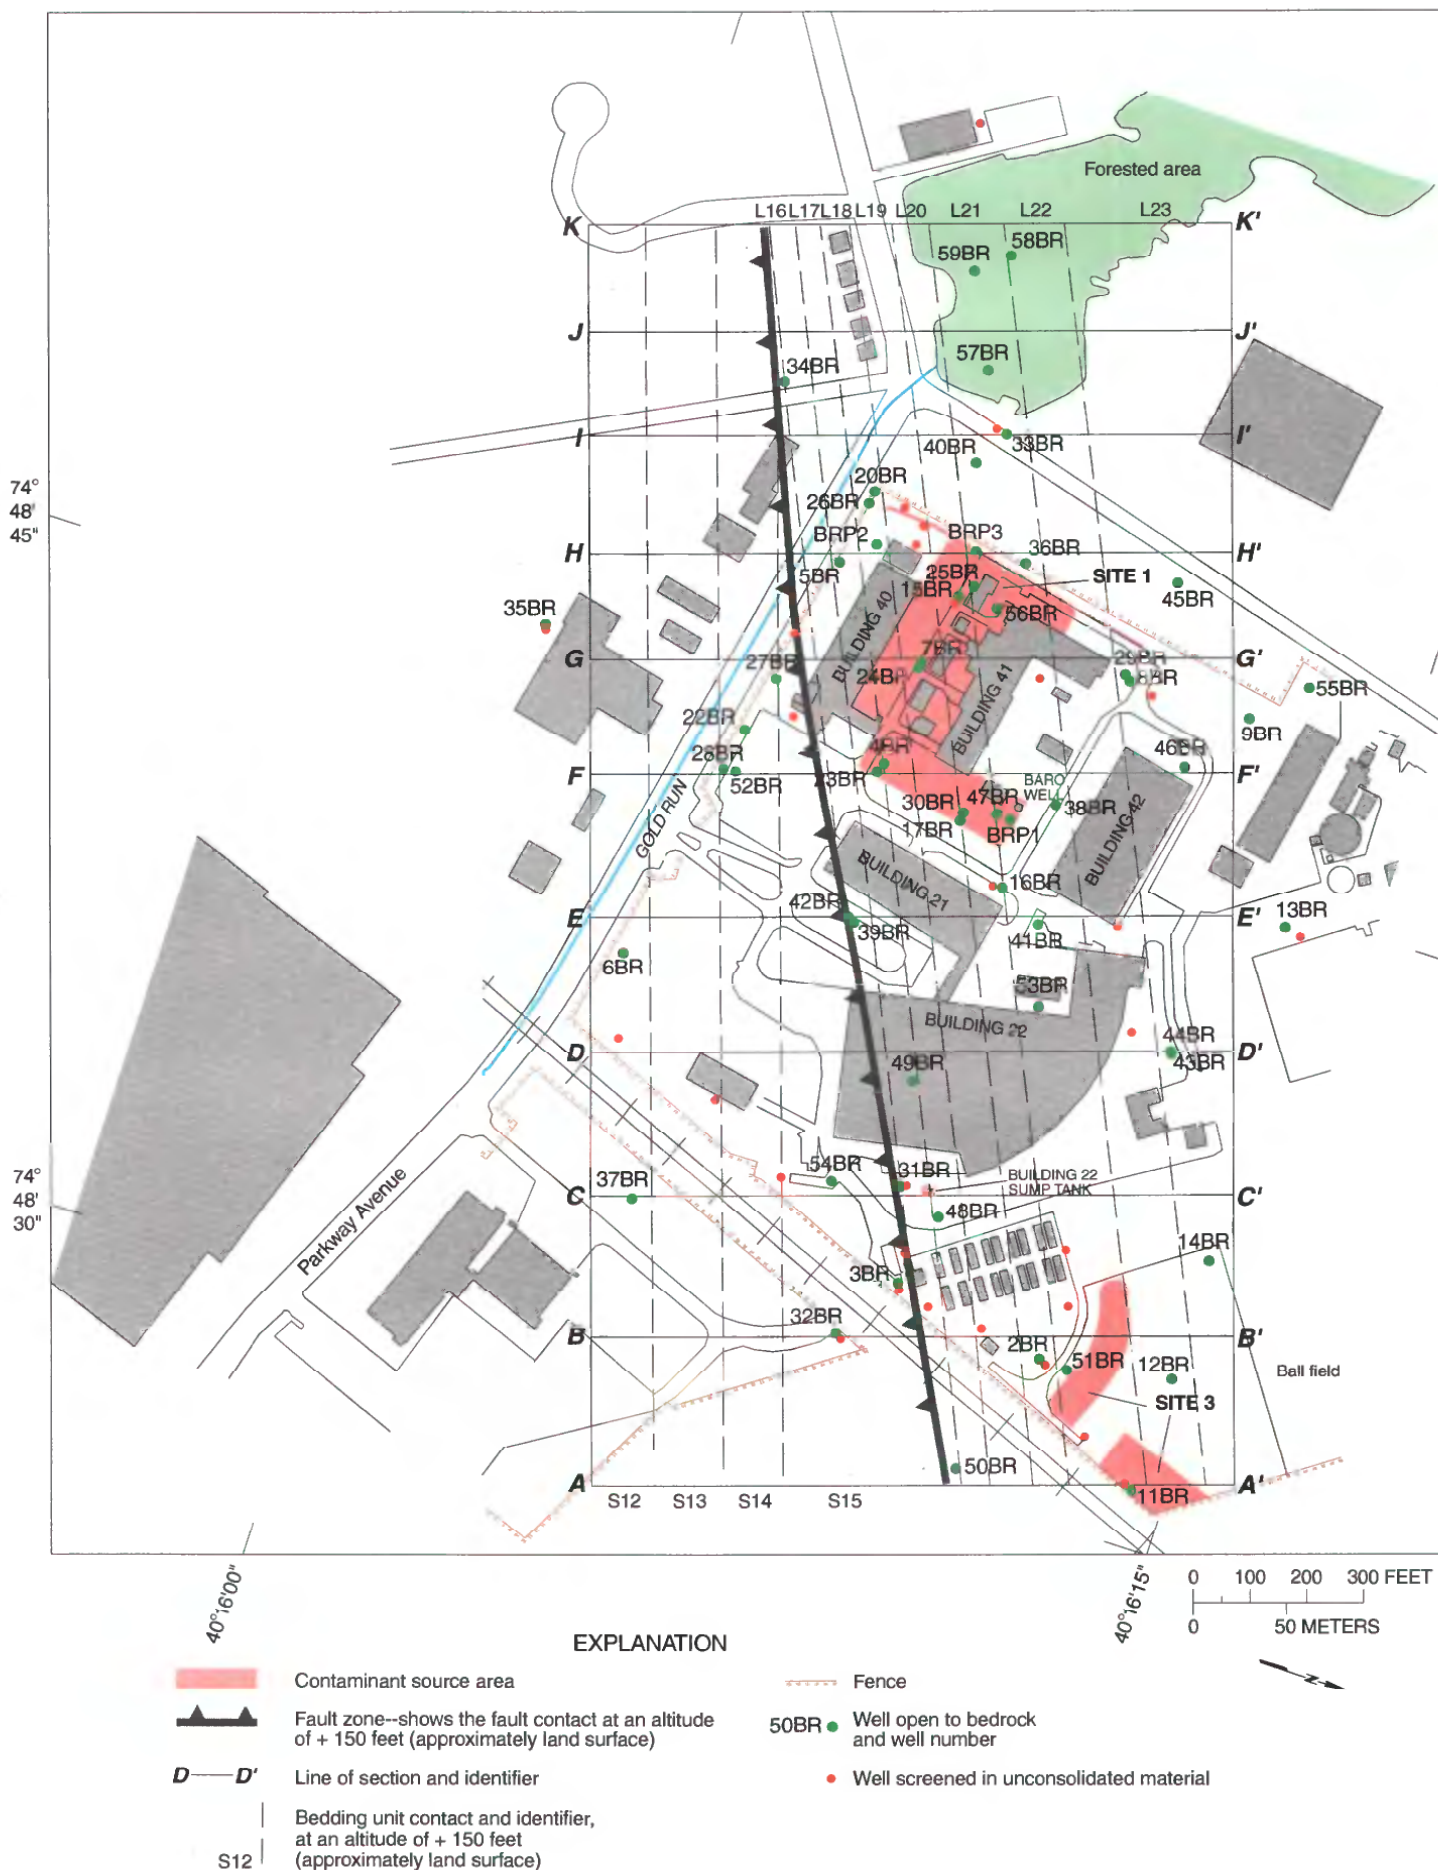 Forested area
L16 L17 L18 L19 L20 L21 L22 L23
K K'
59BR 58BR
J J'
57BR
34BR
I I'
40BR 33BR
20BR
26BR
BRP2 BRP3 36BR
H H'
5BR 25BR SITE 1
15BR 45BR
56BR
35BR
BUILDING 40
7BR
G G'
27BR 24BR 29BR
8BR
55BR
BUILDING 41
22BR 9BR
28BR 4BR 46BR
F F'
52BR 23BR BARO
WELL
30BR 47BR 38BR
17BR BRP1
BUILDING 42
GOLD RUN
BUILDING 21
16BR
42BR 13BR
E E'
39BR 41BR
6BR
53BR
BUILDING 22
44BR
D D'
43BR
49BR
54BR 31BR
BUILDING 22
SUMP TANK
37BR
C C'
48BR
Parkway Avenue
14BR
3BR
32BR
B B'
2BR 51BR 12BR
Ball field
SITE 3
50BR
A A'
11BR
S12 S13 S14 S15
74°
48'
45"
74°
48'
30"
40°16'00"
40°16'15"
0 100 200 300 FEET
0 50 METERS
N
EXPLANATION
Contaminant source area
Fault zone--shows the fault contact at an altitude
of + 150 feet (approximately land surface)
D D' Line of section and identifier
Bedding unit contact and identifier,
at an altitude of + 150 feet
S12 (approximately land surface)
Fence
50BR Well open to bedrock
and well number
Well screened in unconsolidated material